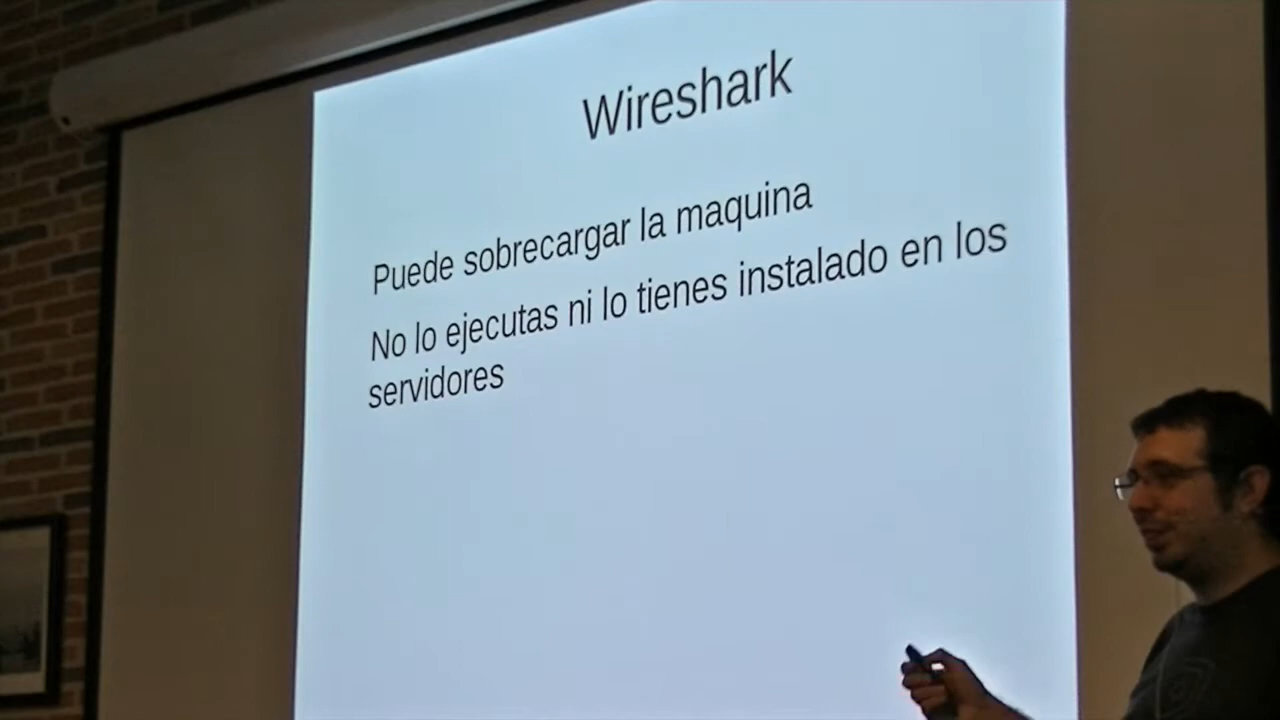 Wireshark
Puede sobrecargar la maquina
No lo ejecutas ni lo tienes instalado en los
servidores